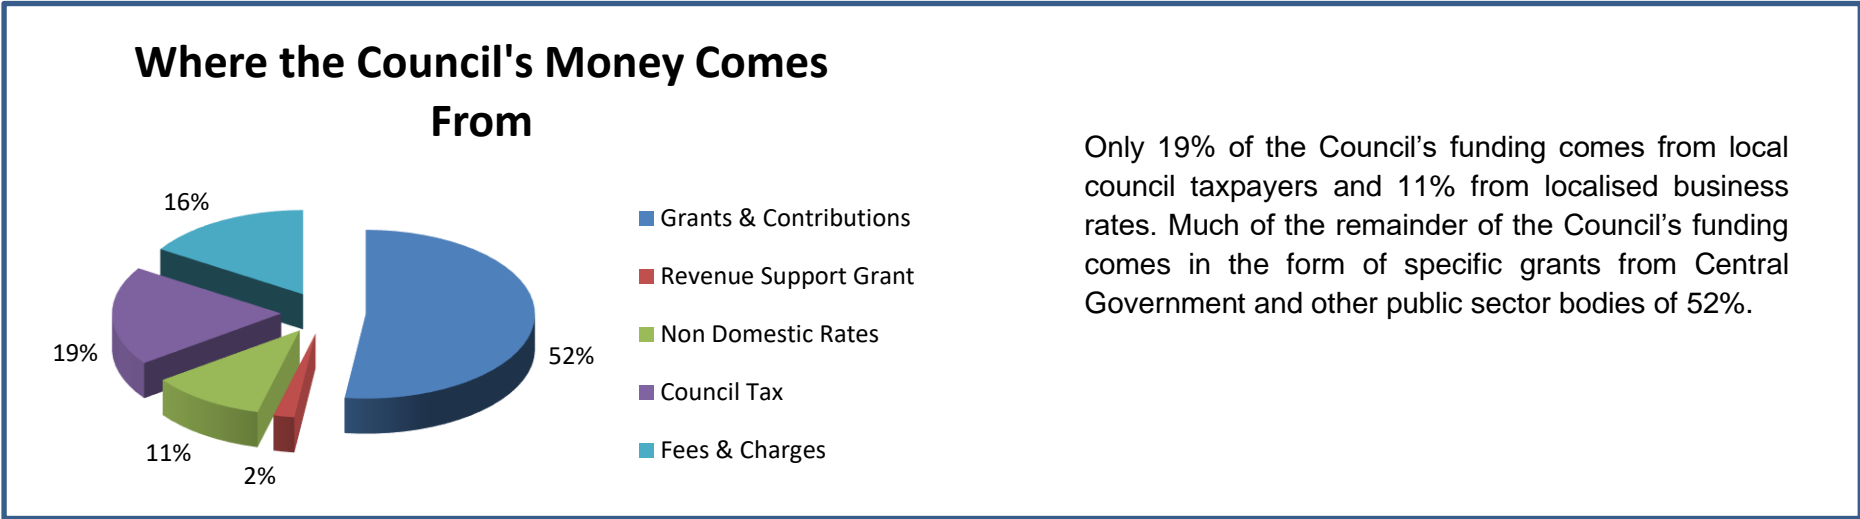 Where the Council's Money Comes
From
16%
19%
11%
2%
52%
Grants & Contributions
Revenue Support Grant
Non Domestic Rates
Council Tax
Fees & Charges
Only 19% of the Council’s funding comes from local
council taxpayers and 11% from localised business
rates. Much of the remainder of the Council’s funding
comes in the form of specific grants from Central
Government and other public sector bodies of 52%.